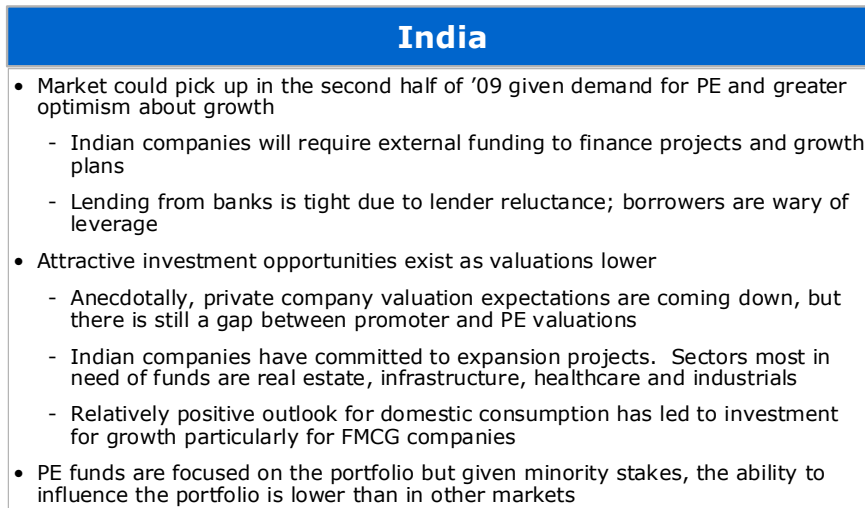 India
• Market could pick up in the second half of ’09 given demand for PE and greater
optimism about growth
- Indian companies will require external funding to finance projects and growth
plans
- Lending from banks is tight due to lender reluctance; borrowers are wary of
leverage
• Attractive investment opportunities exist as valuations lower
- Anecdotally, private company valuation expectations are coming down, but
there is still a gap between promoter and PE valuations
- Indian companies have committed to expansion projects.  Sectors most in
need of funds are real estate, infrastructure, healthcare and industrials
- Relatively positive outlook for domestic consumption has led to investment
for growth particularly for FMCG companies
• PE funds are focused on the portfolio but given minority stakes, the ability to
influence the portfolio is lower than in other markets